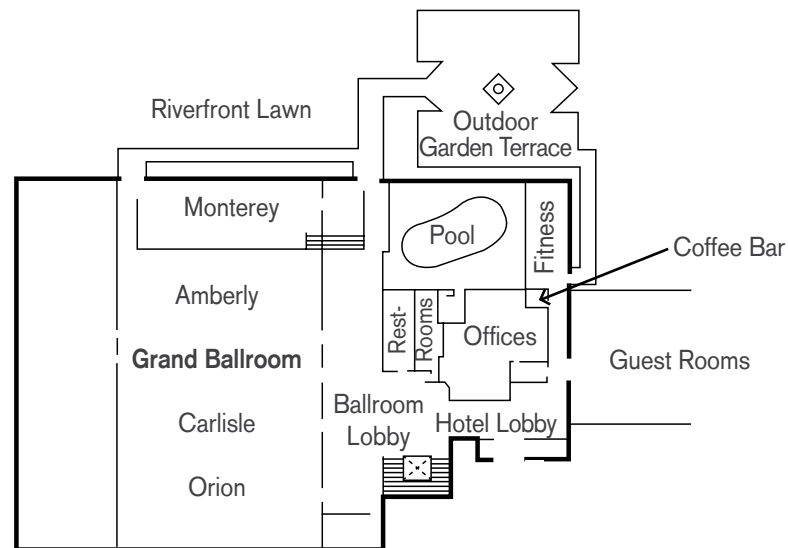 Riverfront Lawn
Outdoor
Garden Terrace
Monterey
Pool
Fitness
Coffee Bar
Amberly
Rest-
Rooms
Offices
Grand Ballroom
Guest Rooms
Ballroom
Lobby
Hotel Lobby
Carlisle
Orion